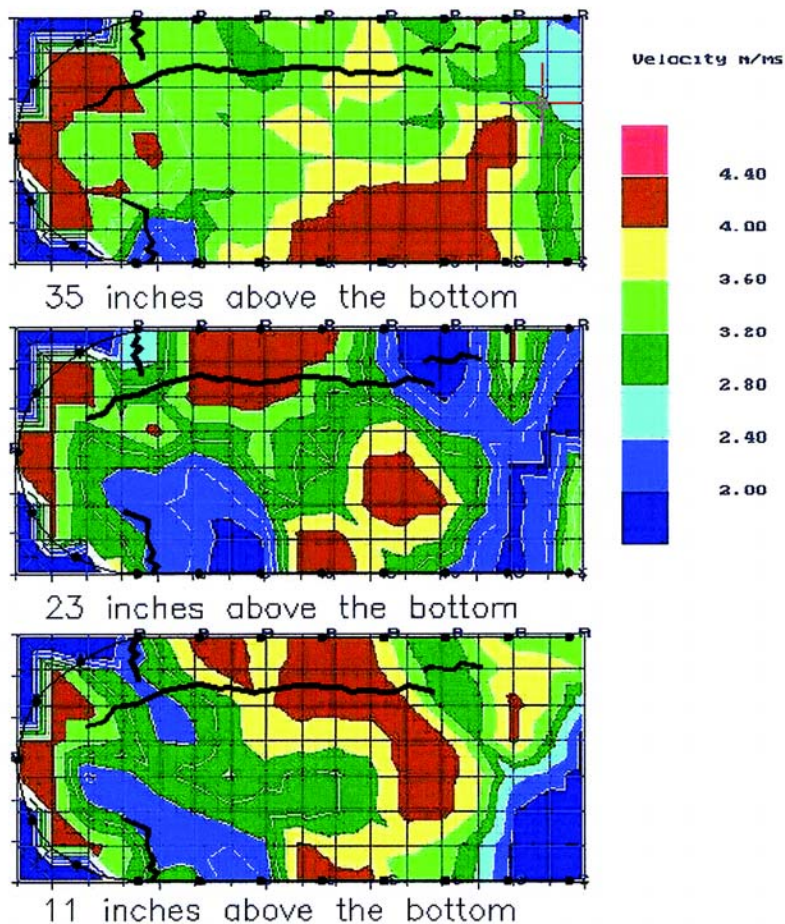 Velocity M/MS
4.40
4.00
3.60
3.20
2.80
2.40
2.00
35 inches above the bottom
23 inches above the bottom
11 inches above the bottom